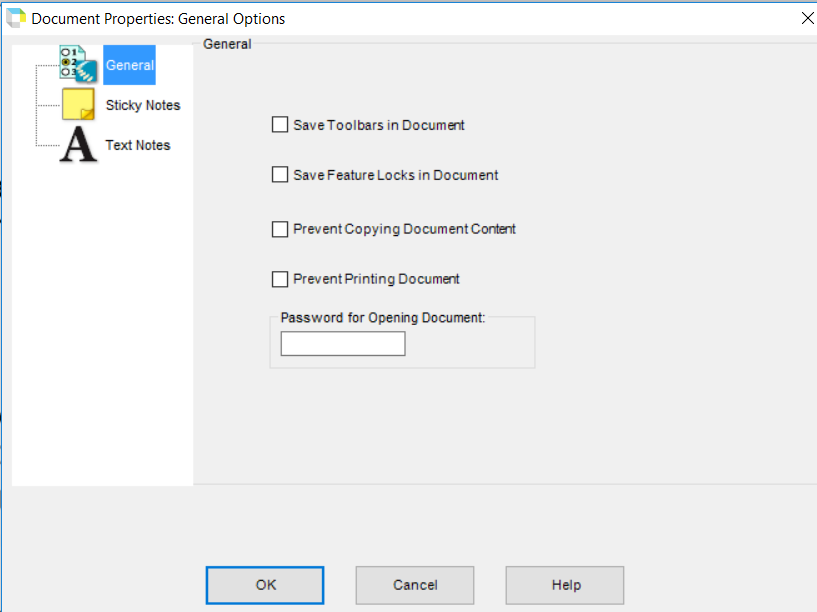 Document Properties: General Options
General
General
Sticky Notes
Text Notes
Save Toolbars in Document
Save Feature Locks in Document
Prevent Copying Document Content
Prevent Printing Document
Password for Opening Document:
OK
Cancel
Help